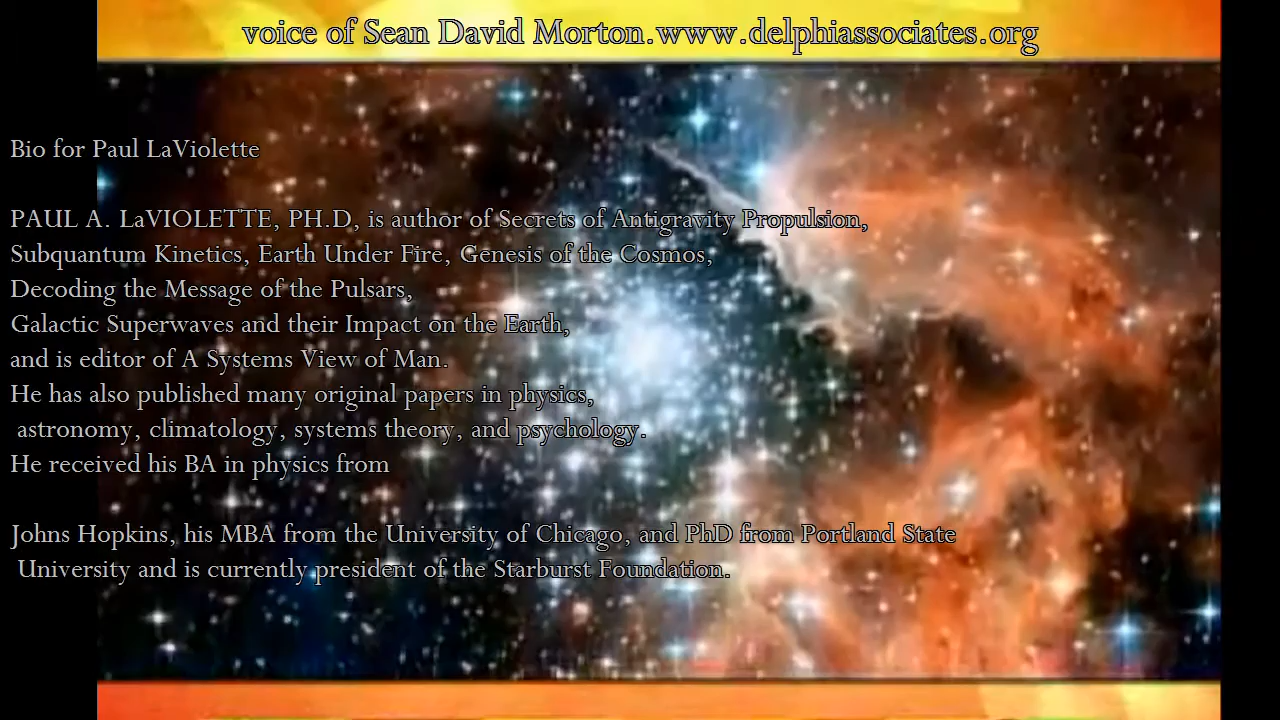 voice of Sean David Morton.www.delphiassociates.org
Bio for Paul LaViolette
PAUL A. LaVIOLETTE, PH.D, is author of Secrets of Antigravity Propulsion,
Subquantum Kinetics, Earth Under Fire, Genesis of the Cosmos,
Decoding the Message of the Pulsars,
Galactic Superwaves and their Impact on the Earth,
and is editor of A Systems View of Man.
He has also published many original papers in physics,
astronomy, climatology, systems theory, and psychology.
He received his BA in physics from
Johns Hopkins, his MBA from the University of Chicago, and PhD from Portland State
University and is currently president of the Starburst Foundation.